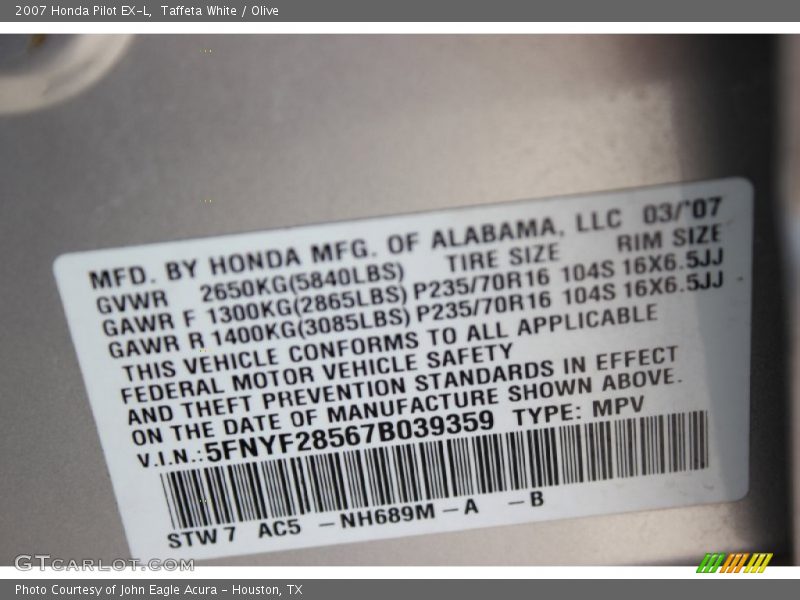 2007 Honda Pilot EX-L, Taffeta White / Olive
MFD. BY HONDA MFG. OF ALABAMA, LLC 03/'07
GVWR 2650KG(5840LBS) TIRE SIZE RIM SIZE
GAWR F 1300KG(2865LBS) P235/70R16 104S 16X6.5JJ
GAWR R 1400KG(3085LBS) P235/70R16 104S 16X6.5JJ
THIS VEHICLE CONFORMS TO ALL APPLICABLE
FEDERAL MOTOR VEHICLE SAFETY
AND THEFT PREVENTION STANDARDS IN EFFECT
ON THE DATE OF MANUFACTURE SHOWN ABOVE.
V.I.N.:5FNYF28567B039359 TYPE: MPV
STW7 AC5 -NH689M-A -B
GTcarlot.com
Photo Courtesy of John Eagle Acura - Houston, TX